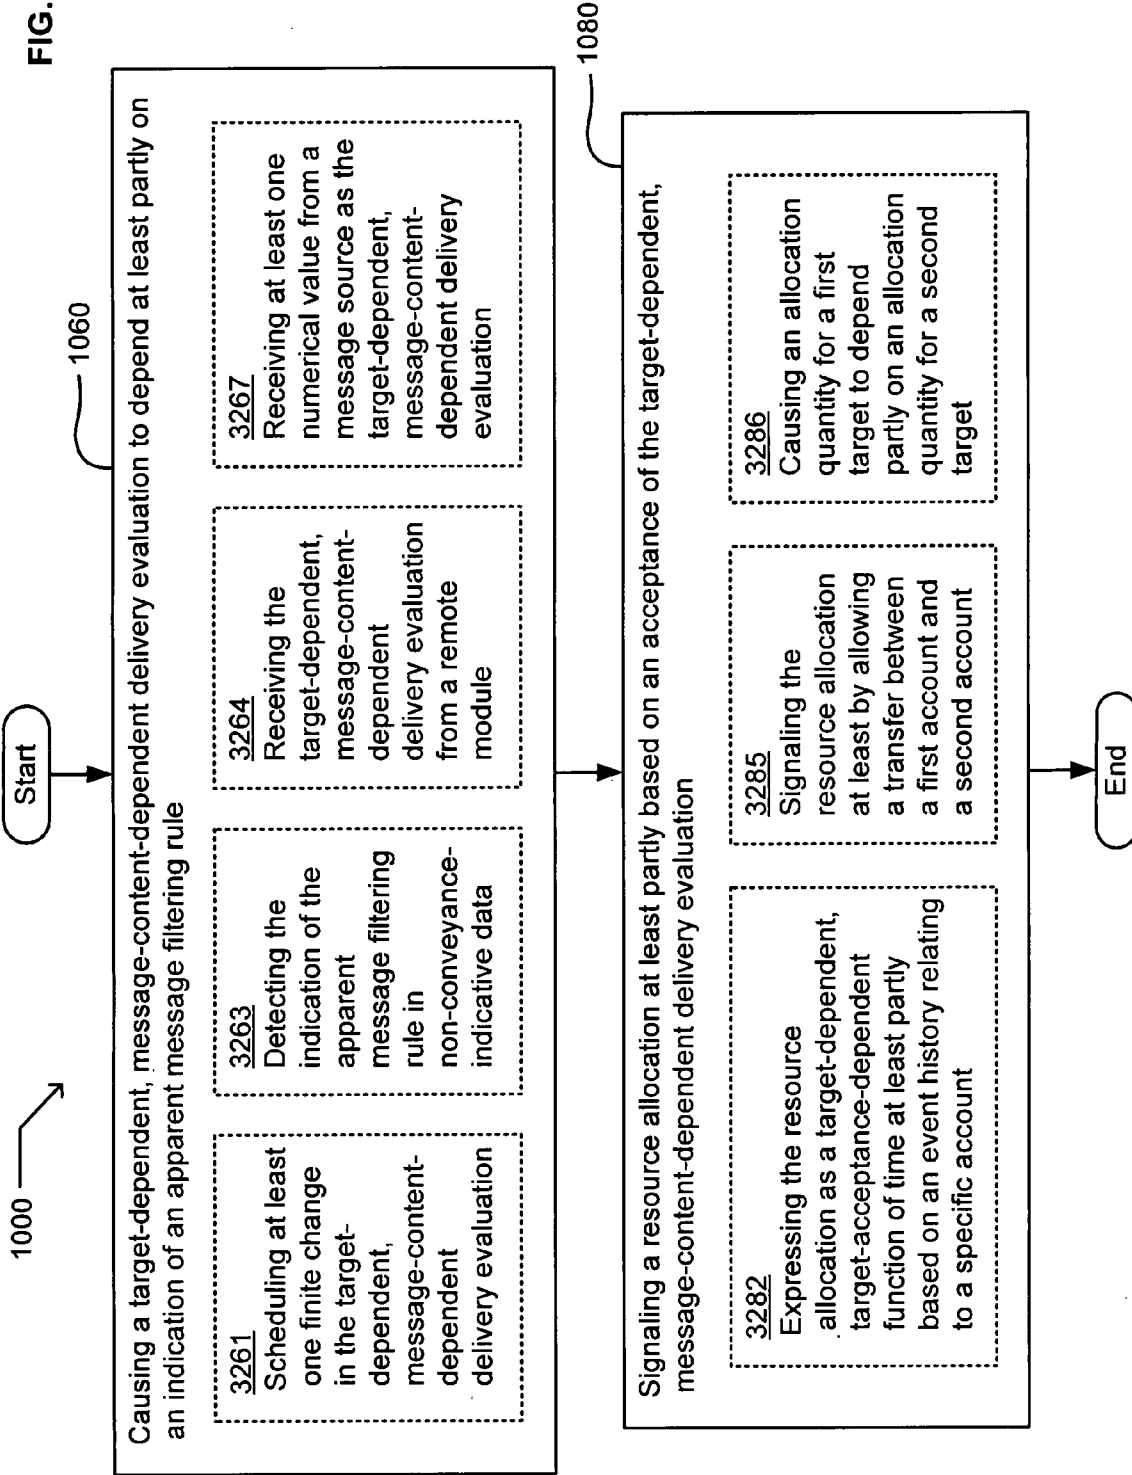 FIG.
1000
Start
1060
Causing a target-dependent, message-content-dependent delivery evaluation to depend at least partly on
an indication of an apparent message filtering rule
3261
Scheduling at least
one finite change
in the target-
dependent,
message-content-
dependent
delivery evaluation
3263
Detecting the
indication of the
apparent
message filtering
rule in
non-conveyance-
indicative data
3264
Receiving the
target-dependent,
message-content-
dependent
delivery evaluation
from a remote
module
3267
Receiving at least one
numerical value from a
message source as the
target-dependent,
message-content-
dependent delivery
evaluation
1080
Signaling a resource allocation at least partly based on an acceptance of the target-dependent,
message-content-dependent delivery evaluation
3282
Expressing the resource
allocation as a target-dependent,
target-acceptance-dependent
function of time at least partly
based on an event history relating
to a specific account
3285
Signaling the
resource allocation
at least by allowing
a transfer between
a first account and
a second account
3286
Causing an allocation
quantity for a first
target to depend
partly on an allocation
quantity for a second
target
End